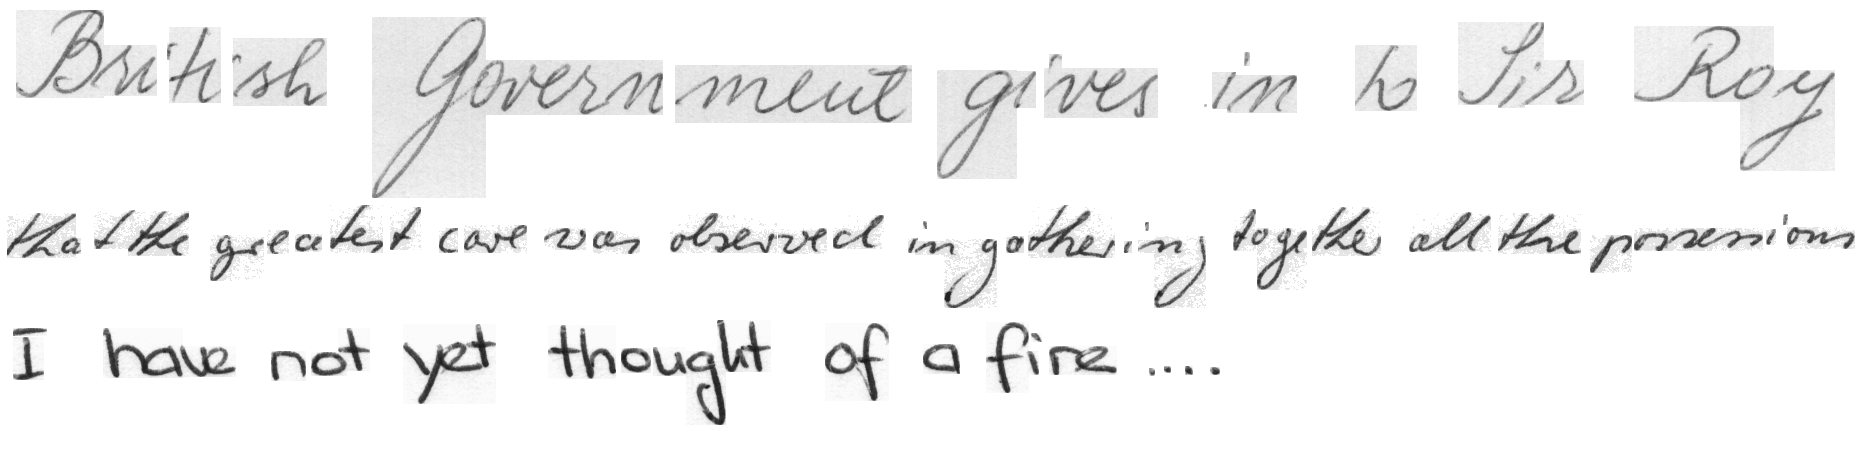 British Government gives in to Sir Roy
that the greatest care was observed in gathering together all the possessions
I have not yet thought of a fire ....